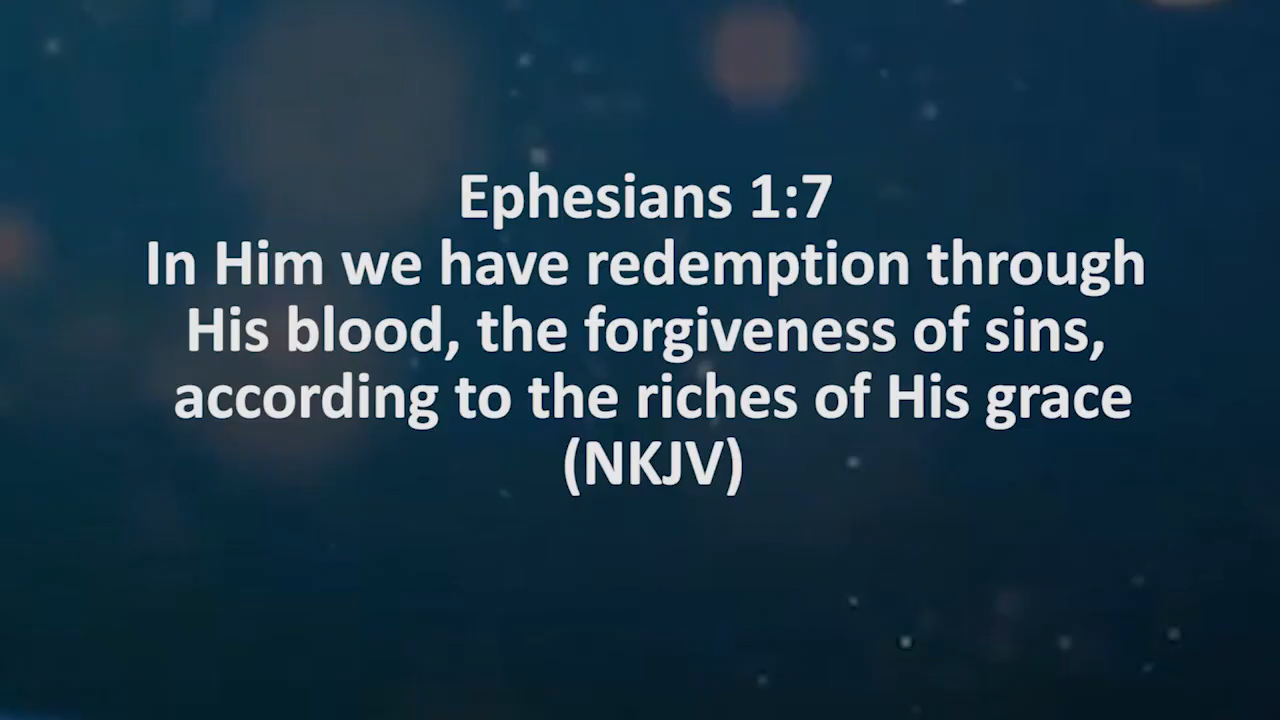 Ephesians 1:7
In Him we have redemption through
His blood, the forgiveness of sins,
according to the riches of His grace
(NKJV)